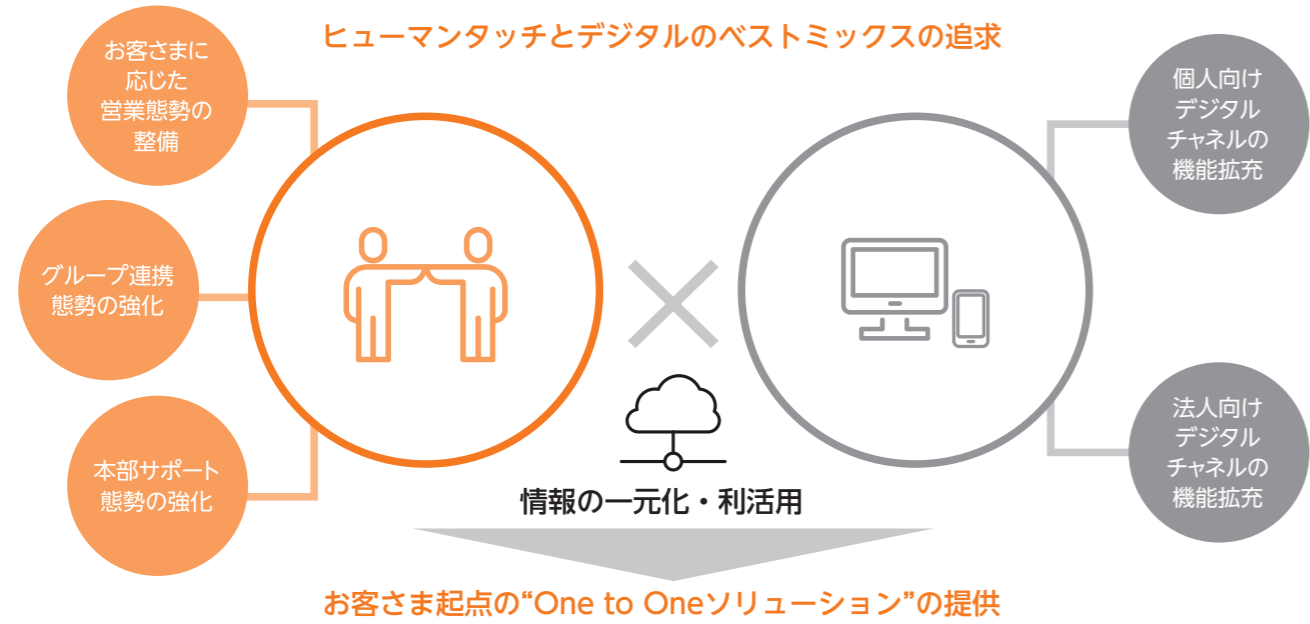 ヒューマンタッチとデジタルのベストミックスの追求
お客さまに
応じた
営業態勢の
整備
グループ連携
態勢の強化
本部サポート
態勢の強化
個人向け
デジタル
チャネルの
機能拡充
法人向け
デジタル
チャネルの
機能拡充
情報の一元化・利活用
お客さま起点の“One to Oneソリューション”の提供